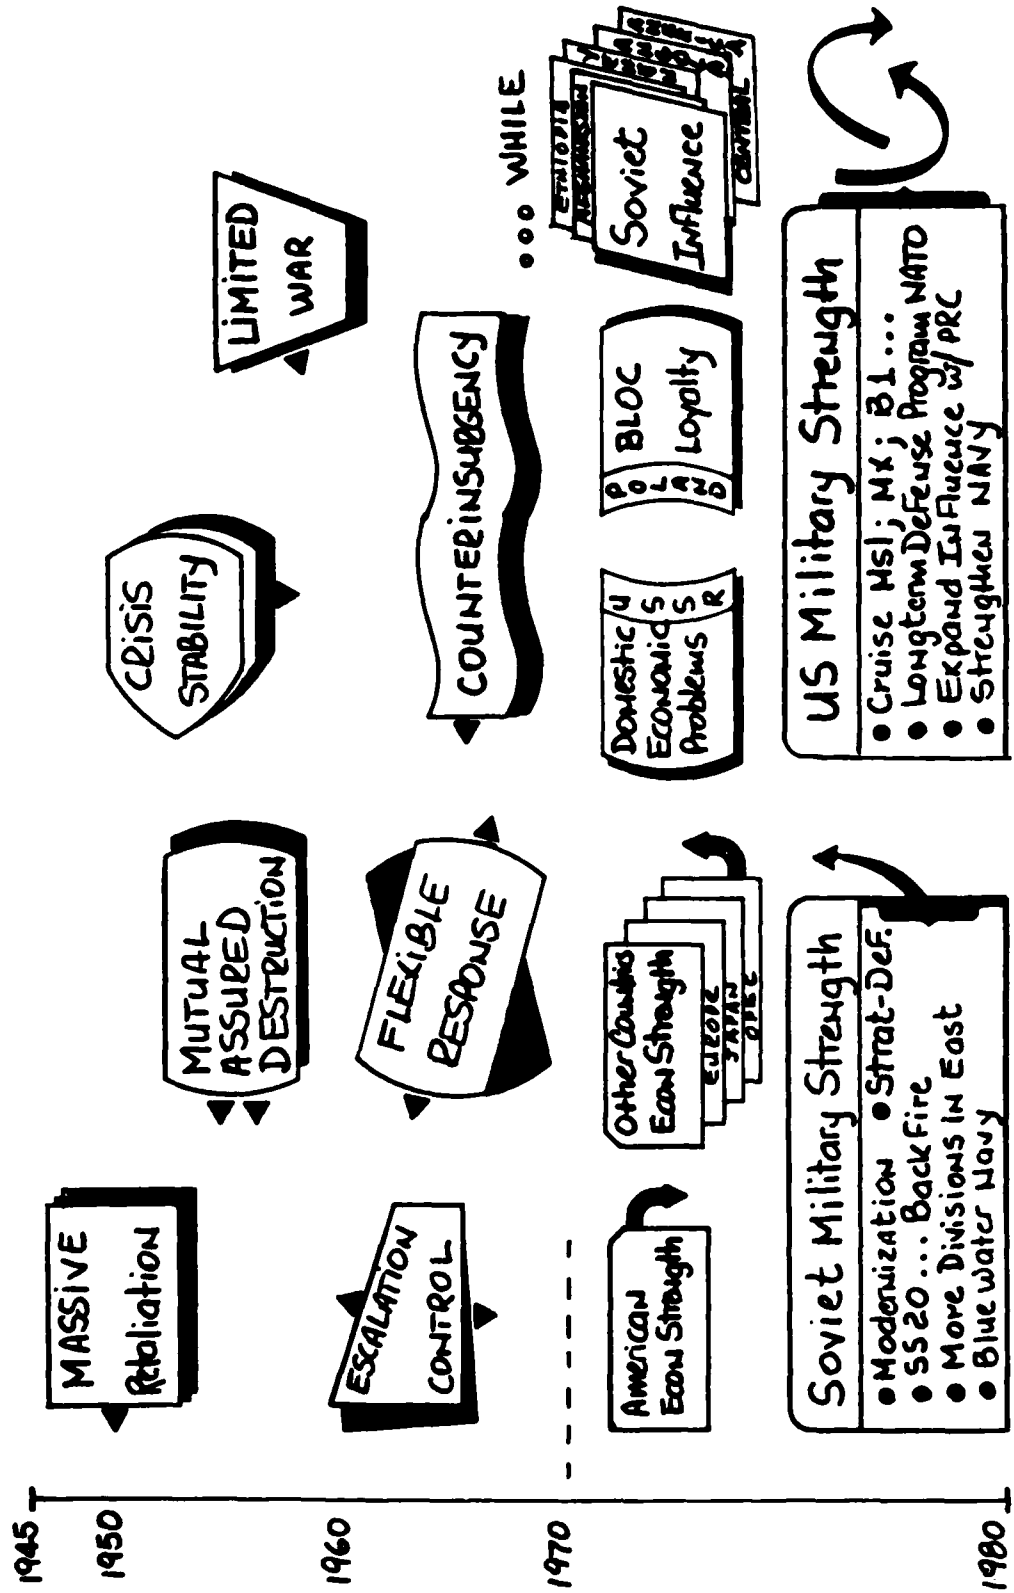 1945
1950
MASSIVE
Retaliation
MUTUAL
ASSURED
DESTRUCTION
CRISIS
STABILITY
LIMITED
WAR
1960
ESCALATION
CONTROL
FLEXIBLE
RESPONSE
COUNTERINSURGENCY
1970
... WHILE
American
Econ Strength
Other Countries
Econ Strength
EUROPE
JAPAN
OPEC
Domestic
Economic
Problems
USSR
POLAND
BLOC
Loyalty
ETHIOPIA
AFGHANISTAN
Soviet
Influence
YEMEN
ANGOLA
CENTRAL
AMERICA
Soviet Military Strength
• Modernization • Strat-Def.
• SS20... BackFire
• More Divisions in East
• Blue Water Navy
US Military Strength
• Cruise Msl; MX; B1...
• Longterm Defense Program NATO
• Expand Influence w/ PRC
• Strengthen NAVY
1980